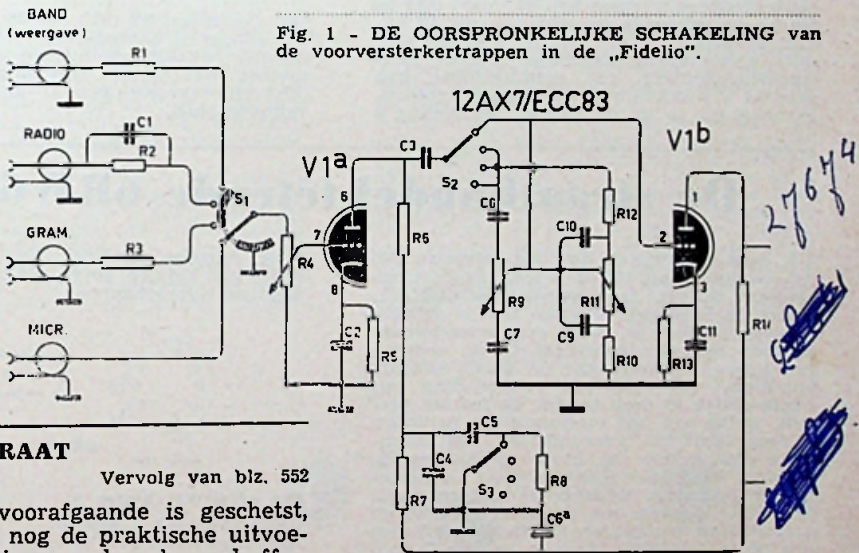 BAND
(weergave)
R1
RADIO
C1
R2
S1
GRAM.
R3
R4
MICR.
Fig. 1 - DE OORSPRONKELIJKE SCHAKELING van
de voorversterkertrappen in de „Fidelio".
12AX7/ECC83
V1a
6
7
8
C3
S2
C2
R5
R6
C6
R9
C7
C10
C9
R12
R11
R10
V1b
1
2
3
R13
C11
R7
C4
C5
S3
R8
C6a
RAAT
Vervolg van blz. 552
voorafgaande is geschetst,
nog de praktische uitvoe-